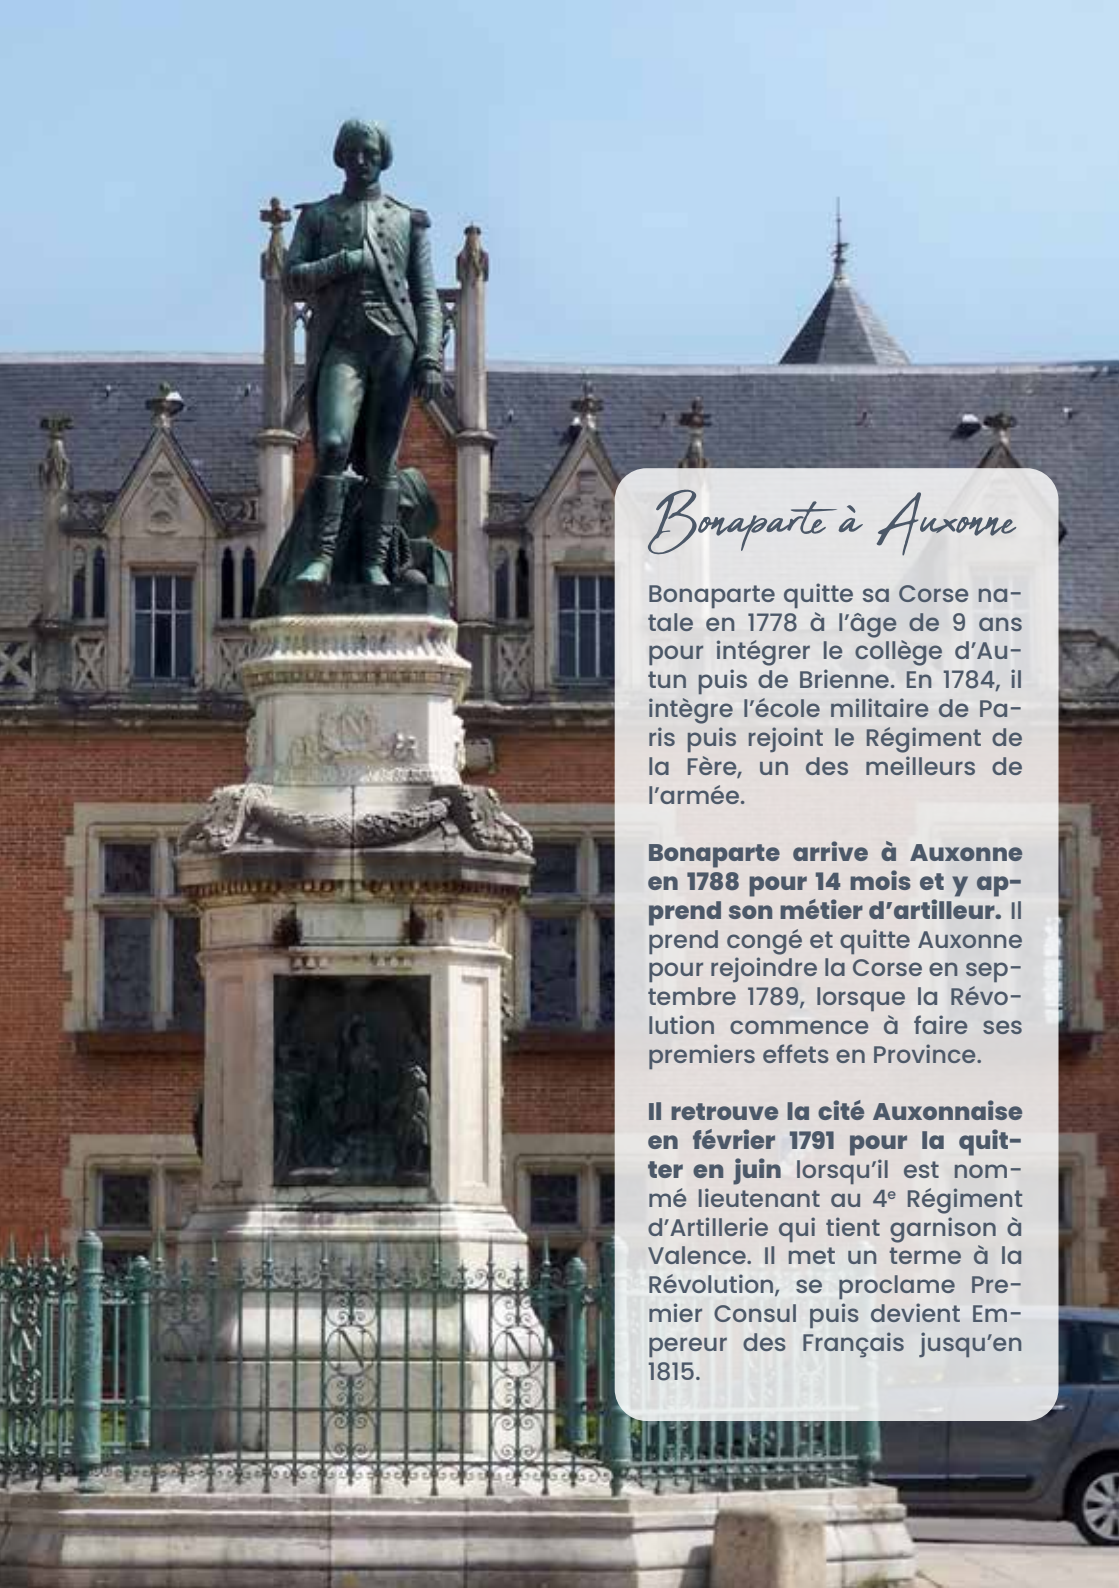 Bonaparte à Auxonne
Bonaparte quitte sa Corse na-
tale en 1778 à l'âge de 9 ans
pour intégrer le collège d'Au-
tun puis de Brienne. En 1784, il
intègre l'école militaire de Pa-
ris puis rejoint le Régiment de
la Fère, un des meilleurs de
l'armée.
Bonaparte arrive à Auxonne
en 1788 pour 14 mois et y ap-
prend son métier d'artilleur. Il
prend congé et quitte Auxonne
pour rejoindre la Corse en sep-
tembre 1789, lorsque la Révo-
lution commence à faire ses
premiers effets en Province.
Il retrouve la cité Auxonnaise
en février 1791 pour la quit-
ter en juin lorsqu'il est nom-
mé lieutenant au 4e Régiment
d'Artillerie qui tient garnison à
Valence. Il met un terme à la
Révolution, se proclame Pre-
mier Consul puis devient Em-
pereur des Français jusqu'en
1815.
N
N
N